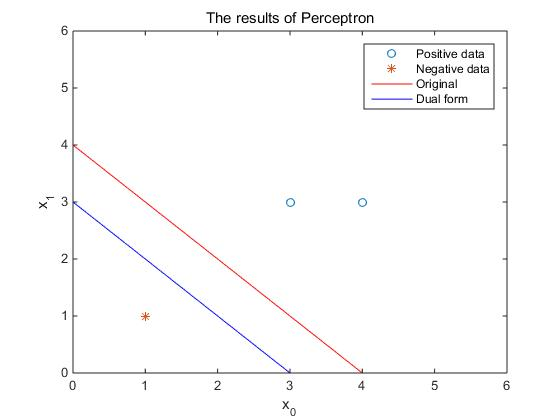 The results of Perceptron
Positive data
Negative data
Original
Dual form
6
5
4
3
2
1
0
x1
0 1 2 3 4 5 6
x0